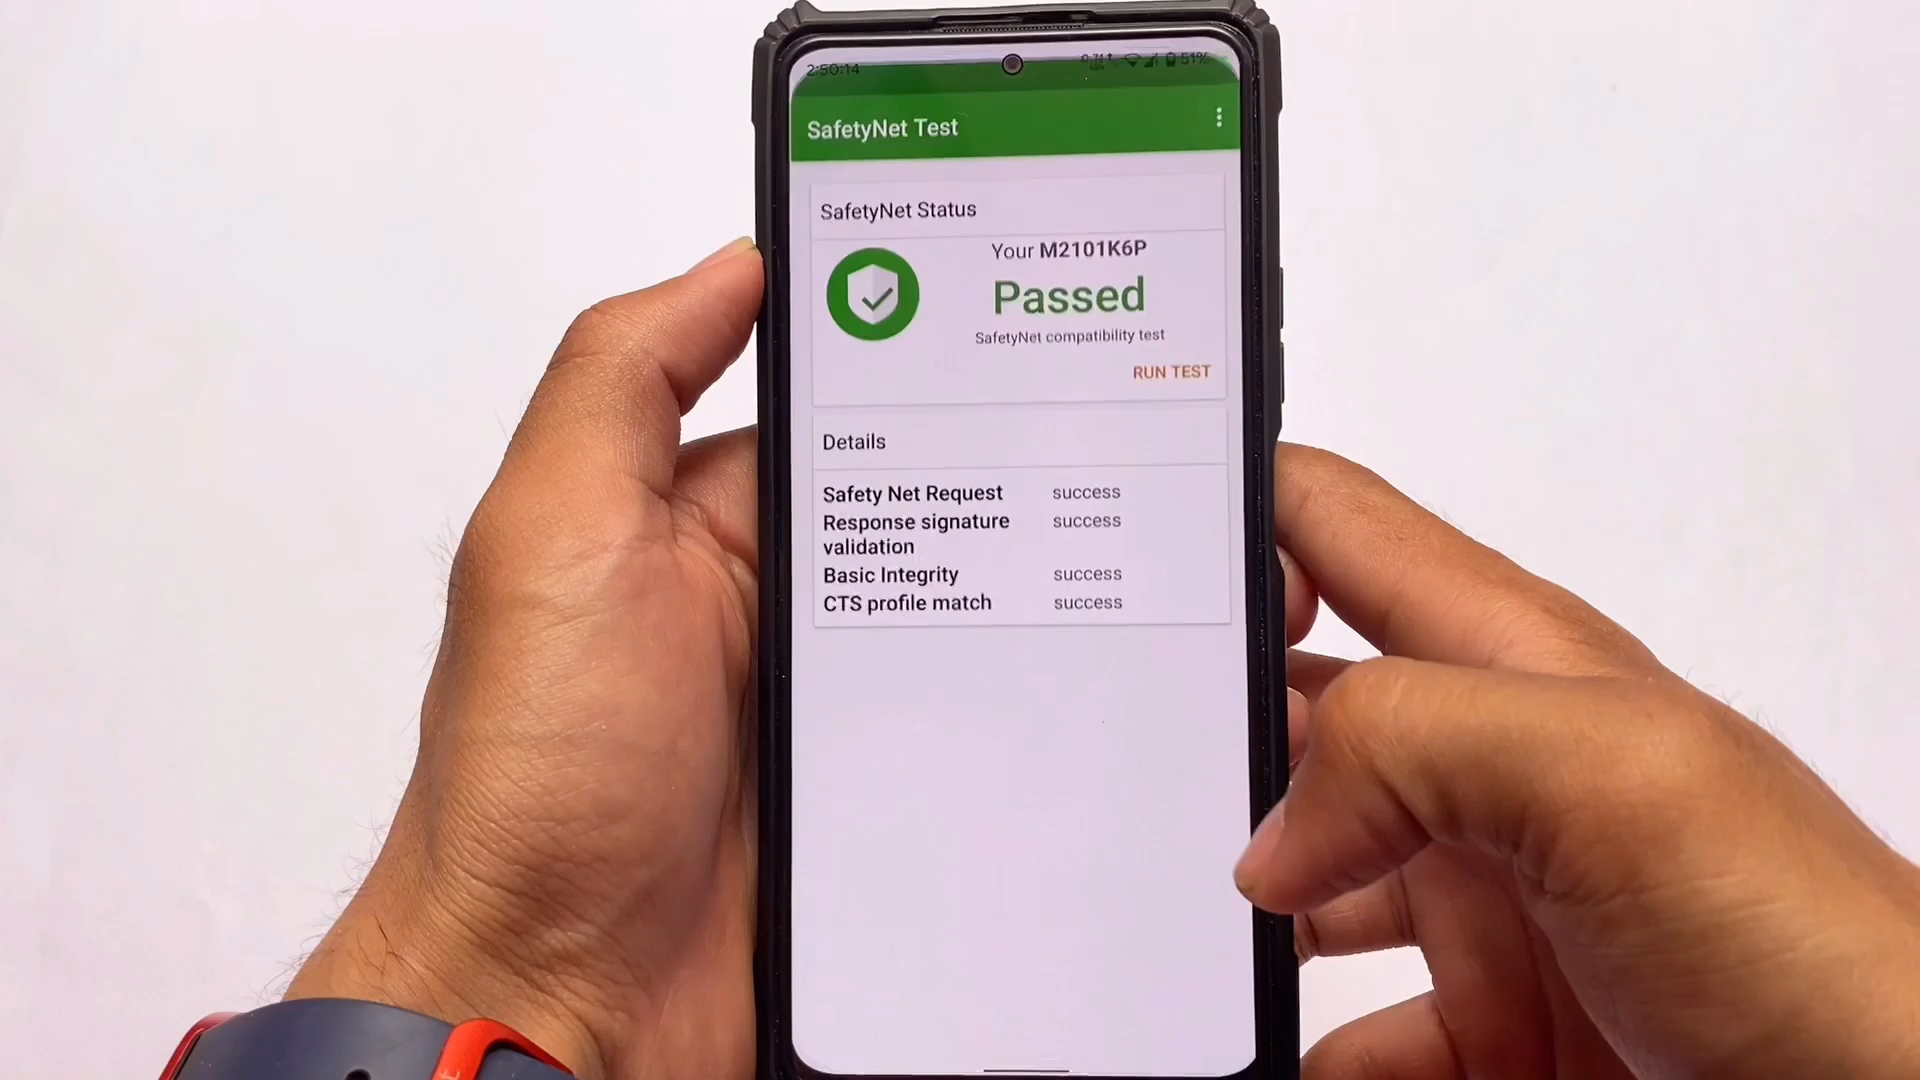 2:50:14
51%
SafetyNet Test
SafetyNet Status
Your M2101K6P
Passed
SafetyNet compatibility test
RUN TEST
Details
Safety Net Request success
Response signature validation success
Basic Integrity success
CTS profile match success